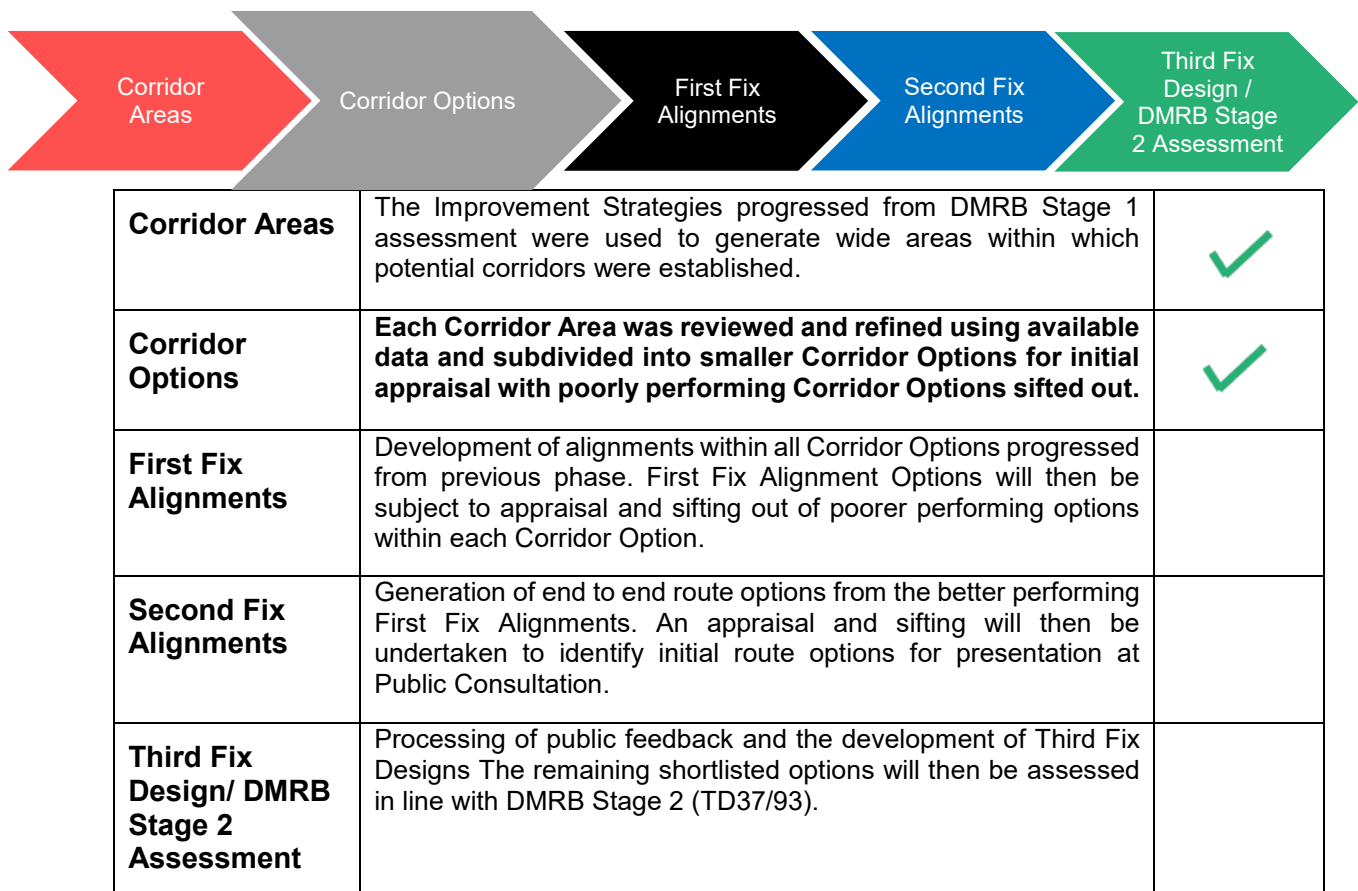 Corridor
Areas
Corridor Options
First Fix
Alignments
Second Fix
Alignments
Third Fix
Design /
DMRB Stage
2 Assessment
Corridor Areas
The Improvement Strategies progressed from DMRB Stage 1
assessment were used to generate wide areas within which
potential corridors were established.
Corridor
Options
Each Corridor Area was reviewed and refined using available
data and subdivided into smaller Corridor Options for initial
appraisal with poorly performing Corridor Options sifted out.
First Fix
Alignments
Development of alignments within all Corridor Options progressed
from previous phase. First Fix Alignment Options will then be
subject to appraisal and sifting out of poorer performing options
within each Corridor Option.
Second Fix
Alignments
Generation of end to end route options from the better performing
First Fix Alignments. An appraisal and sifting will then be
undertaken to identify initial route options for presentation at
Public Consultation.
Third Fix
Design/ DMRB
Stage 2
Assessment
Processing of public feedback and the development of Third Fix
Designs The remaining shortlisted options will then be assessed
in line with DMRB Stage 2 (TD37/93).